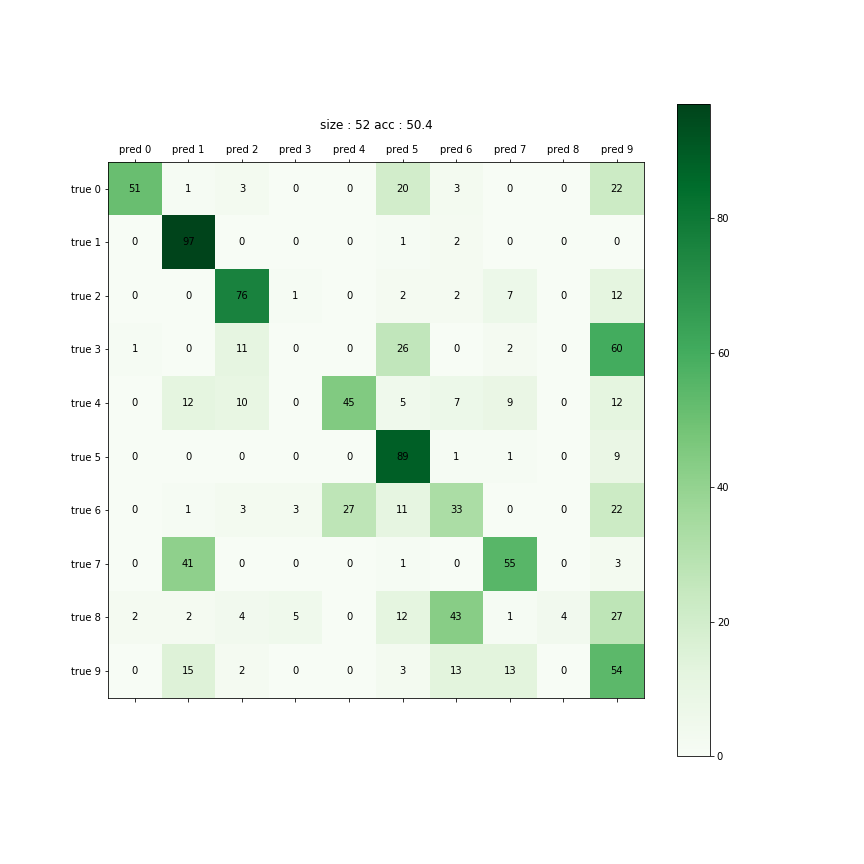 size : 52 acc : 50.4
pred 0 pred 1 pred 2 pred 3 pred 4 pred 5 pred 6 pred 7 pred 8 pred 9
true 0 51 1 3 0 0 20 3 0 0 22
true 1 0 97 0 0 0 1 2 0 0 0
true 2 0 0 76 1 0 2 2 7 0 12
true 3 1 0 11 0 0 26 0 2 0 60
true 4 0 12 10 0 45 5 7 9 0 12
true 5 0 0 0 0 0 89 1 1 0 9
true 6 0 1 3 3 27 11 33 0 0 22
true 7 0 41 0 0 0 1 0 55 0 3
true 8 2 2 4 5 0 12 43 1 4 27
true 9 0 15 2 0 0 3 13 13 0 54
80
60
40
20
0